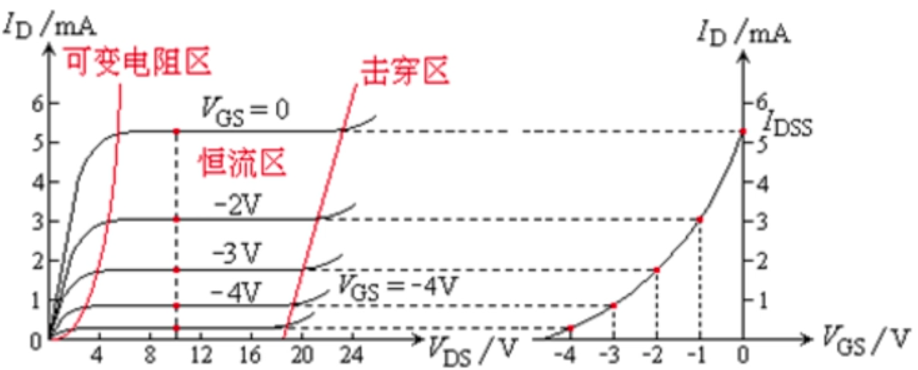 I_D /mA
可变电阻区
击穿区
V_GS = 0
恒流区
-2V
-3V
-4V
V_GS = -4V
6
5
4
3
2
1
0
4 8 12 16 20 24
V_DS / V
I_D /mA
I_DSS
6
5
4
3
2
1
-4 -3 -2 -1 0
V_GS / V